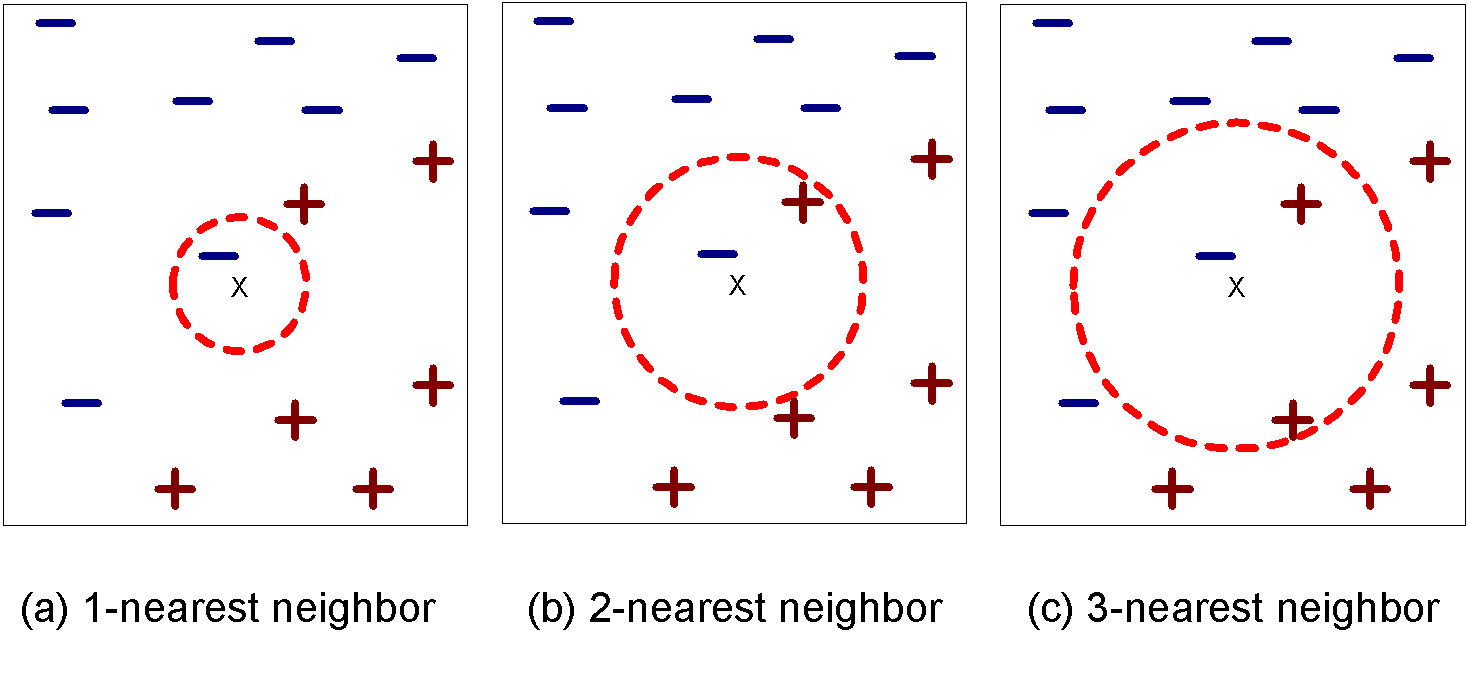 X
X
X
(a) 1-nearest neighbor
(b) 2-nearest neighbor
(c) 3-nearest neighbor